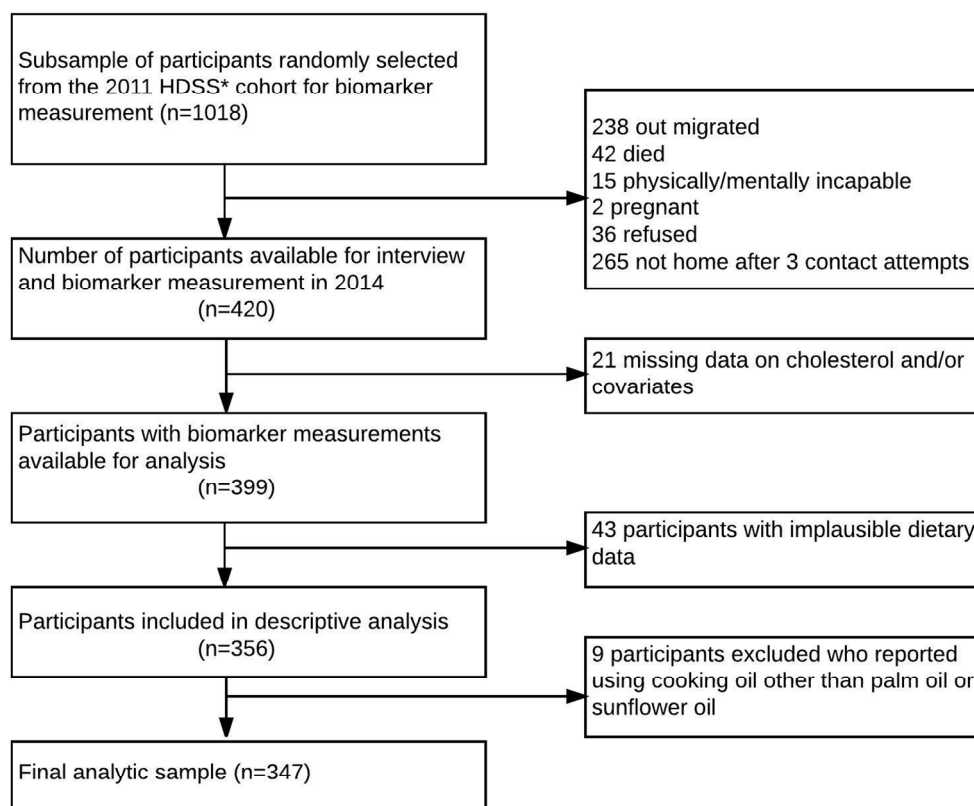 Subsample of participants randomly selected
from the 2011 HDSS* cohort for biomarker
measurement (n=1018)
238 out migrated
42 died
15 physically/mentally incapable
2 pregnant
36 refused
265 not home after 3 contact attempts
Number of participants available for interview
and biomarker measurement in 2014
(n=420)
21 missing data on cholesterol and/or
covariates
Participants with biomarker measurements
available for analysis
(n=399)
43 participants with implausible dietary
data
Participants included in descriptive analysis
(n=356)
9 participants excluded who reported
using cooking oil other than palm oil or
sunflower oil
Final analytic sample (n=347)